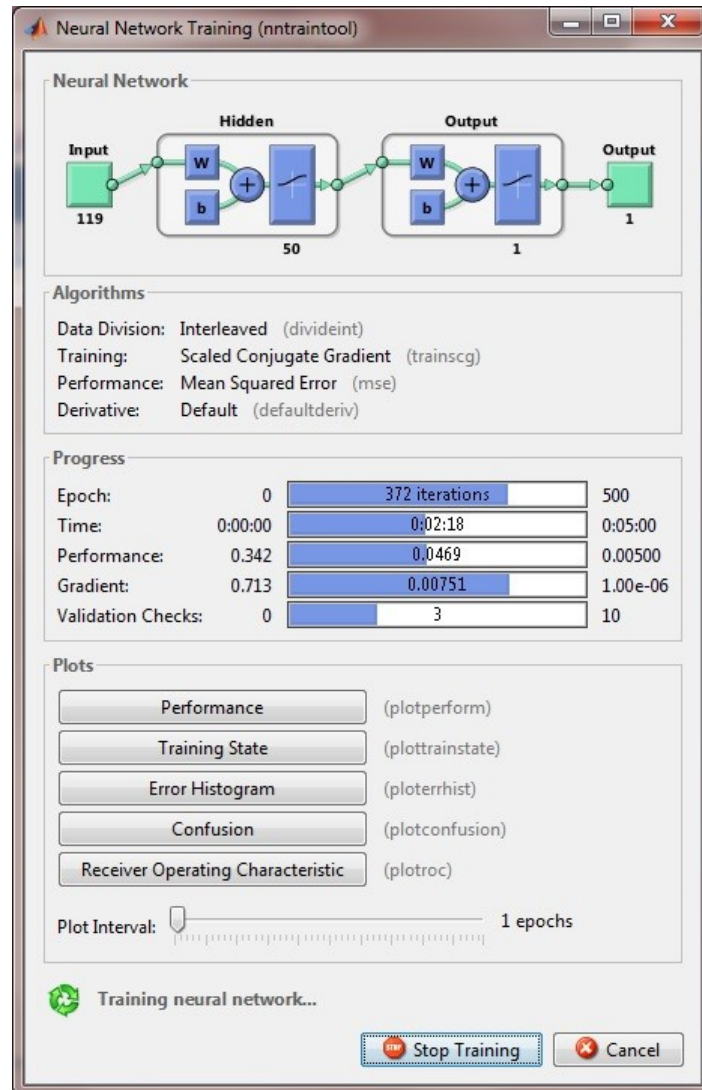 Neural Network Training (nntraintool)
Neural Network
Hidden Output
Input Output
W W
+ +
b b
119 1
50 1
Algorithms
Data Division: Interleaved (divideint)
Training: Scaled Conjugate Gradient (trainscg)
Performance: Mean Squared Error (mse)
Derivative: Default (defaultderiv)
Progress
Epoch: 0 372 iterations 500
Time: 0:00:00 0:02:18 0:05:00
Performance: 0.342 0.0469 0.00500
Gradient: 0.713 0.00751 1.00e-06
Validation Checks: 0 3 10
Plots
Performance (plotperform)
Training State (plottrainstate)
Error Histogram (ploterrhist)
Confusion (plotconfusion)
Receiver Operating Characteristic (plotroc)
Plot Interval: 1 epochs
Training neural network...
STOP Stop Training Cancel